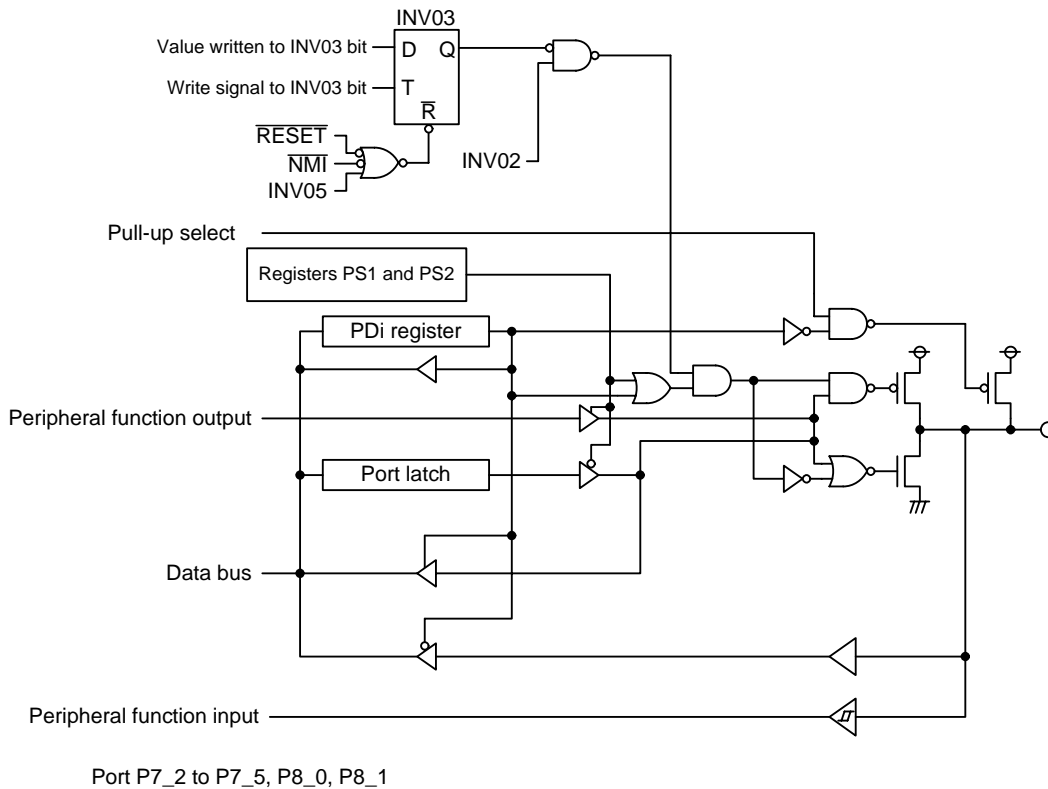 INV03
Value written to INV03 bit
D
Q
Write signal to INV03 bit
T
R̅
R̅E̅S̅E̅T̅
N̅M̅I̅
INV05
INV02
Pull-up select
Registers PS1 and PS2
PDi register
Peripheral function output
Port latch
Data bus
Peripheral function input
Port P7_2 to P7_5, P8_0, P8_1